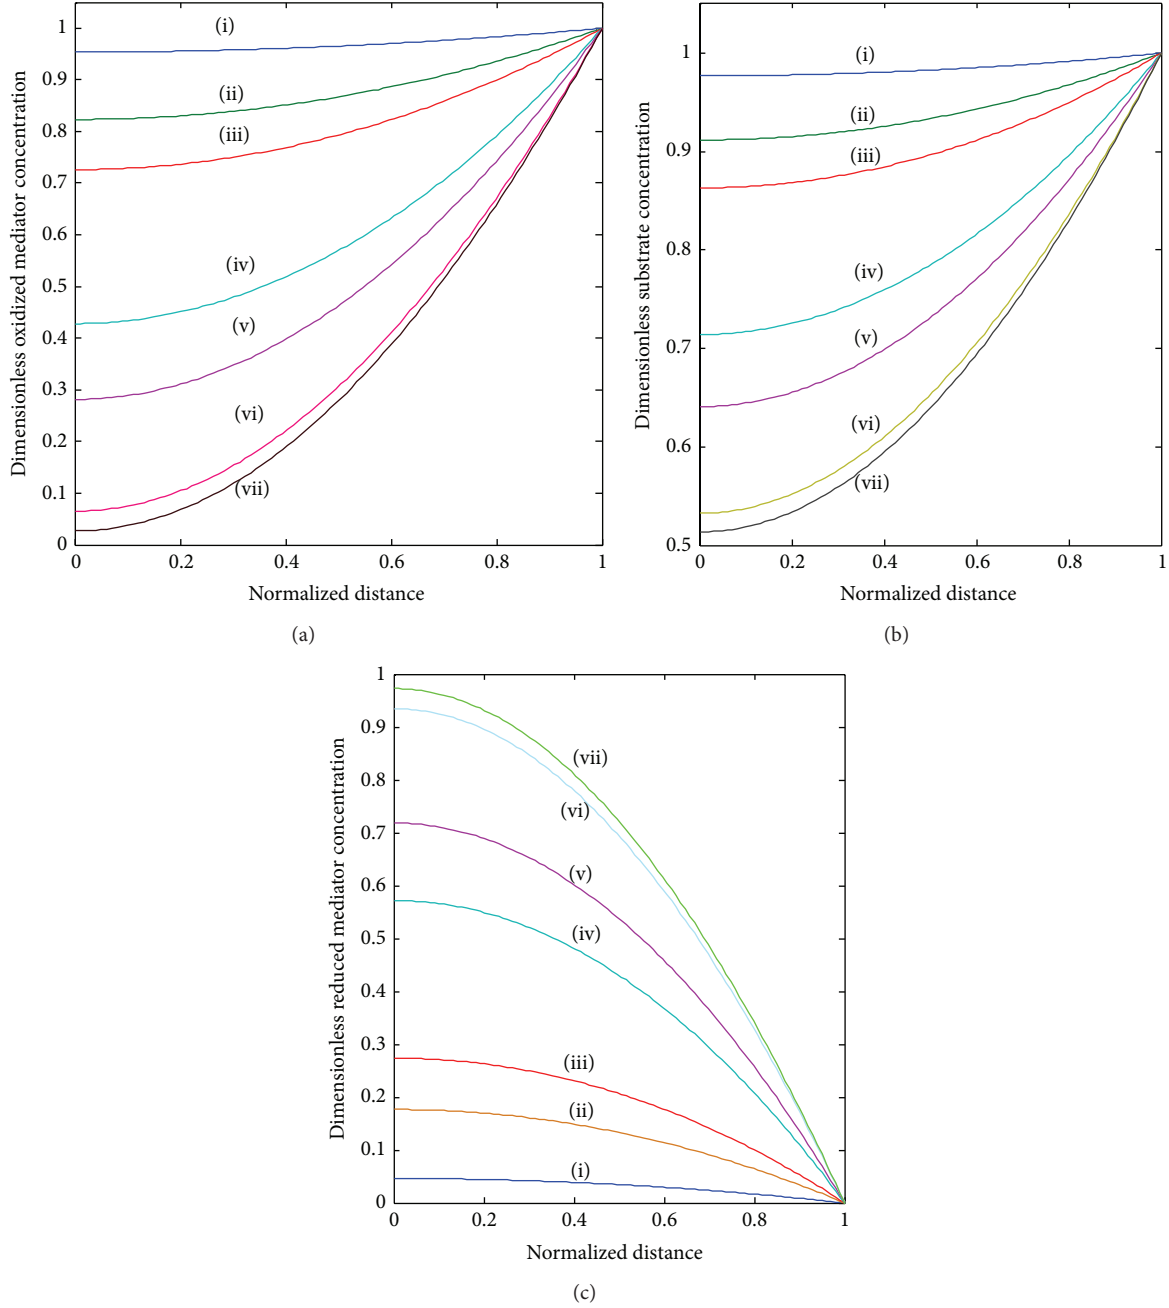 1
0.9
0.8
0.7
0.6
0.5
0.4
0.3
0.2
0.1
0
Dimensionless oxidized mediator concentration
(i)
(ii)
(iii)
(iv)
(v)
(vi)
(vii)
0 0.2 0.4 0.6 0.8 1
Normalized distance
(a)
1
0.9
0.8
0.7
0.6
0.5
Dimensionless substrate concentration
(i)
(ii)
(iii)
(iv)
(v)
(vi)
(vii)
0 0.2 0.4 0.6 0.8 1
Normalized distance
(b)
1
0.9
0.8
0.7
0.6
0.5
0.4
0.3
0.2
0.1
0
Dimensionless reduced mediator concentration
(vii)
(vi)
(v)
(iv)
(iii)
(ii)
(i)
0 0.2 0.4 0.6 0.8 1
Normalized distance
(c)